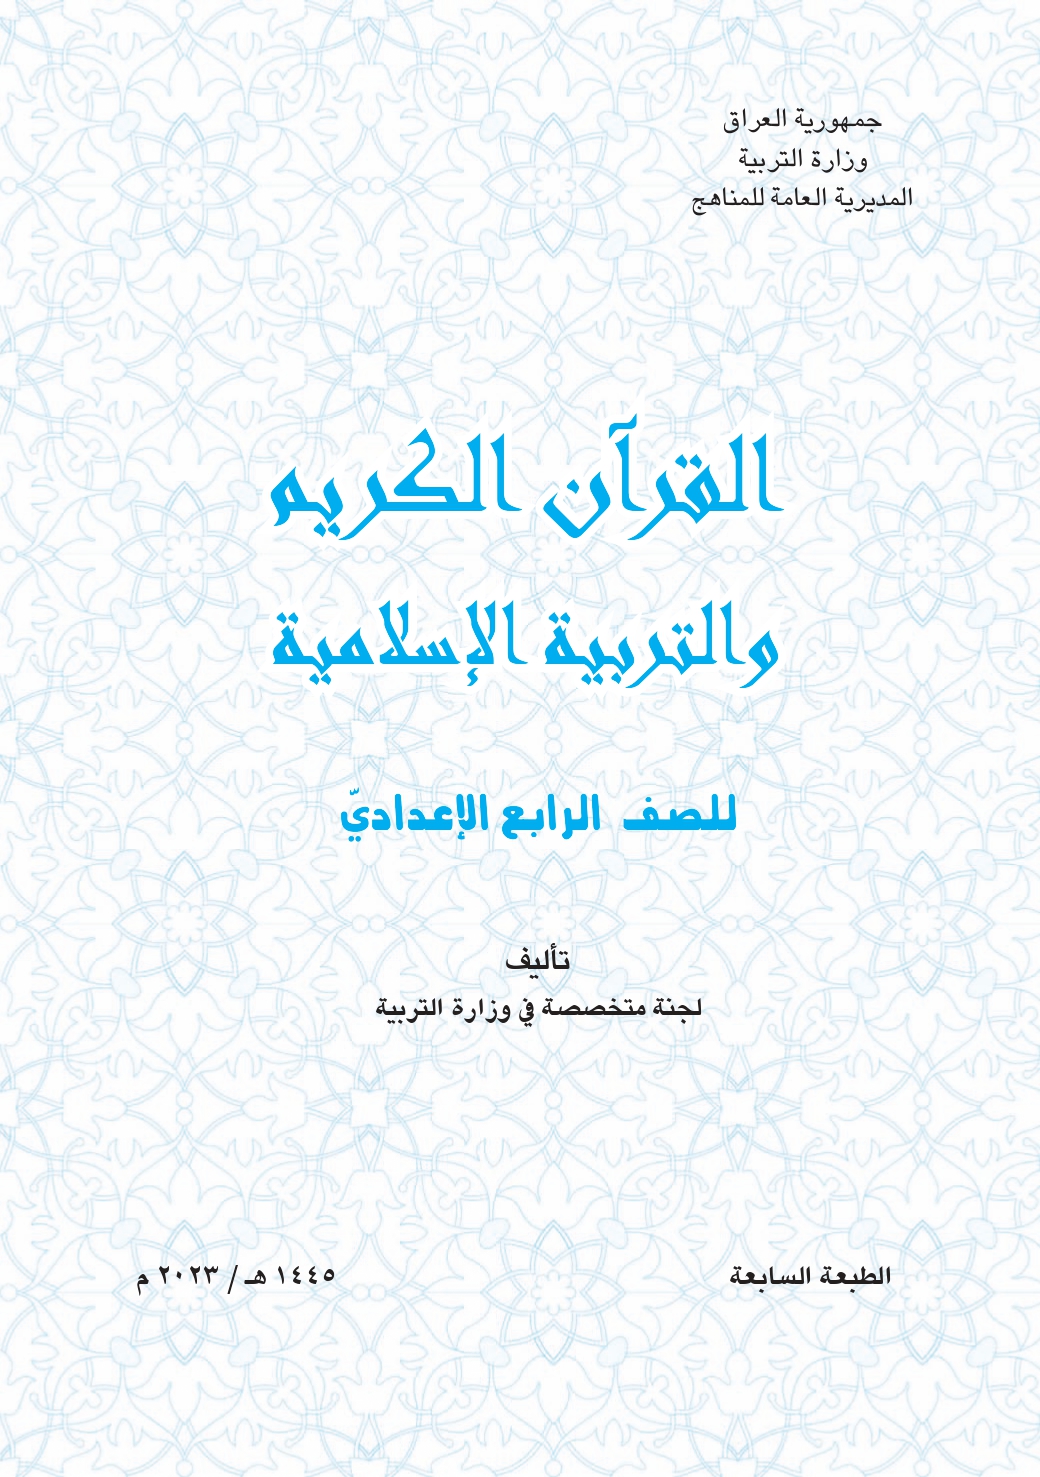 جمهورية العراق
وزارة التربية
المديرية العامة للمناهج
القرآن الكريم
والتربية الإسلامية
للصف الرابع الإعداديّ
تأليف
لجنة متخصصة في وزارة التربية
الطبعة السابعة
١٤٤٥ هـ / ٢٠٢٣ م